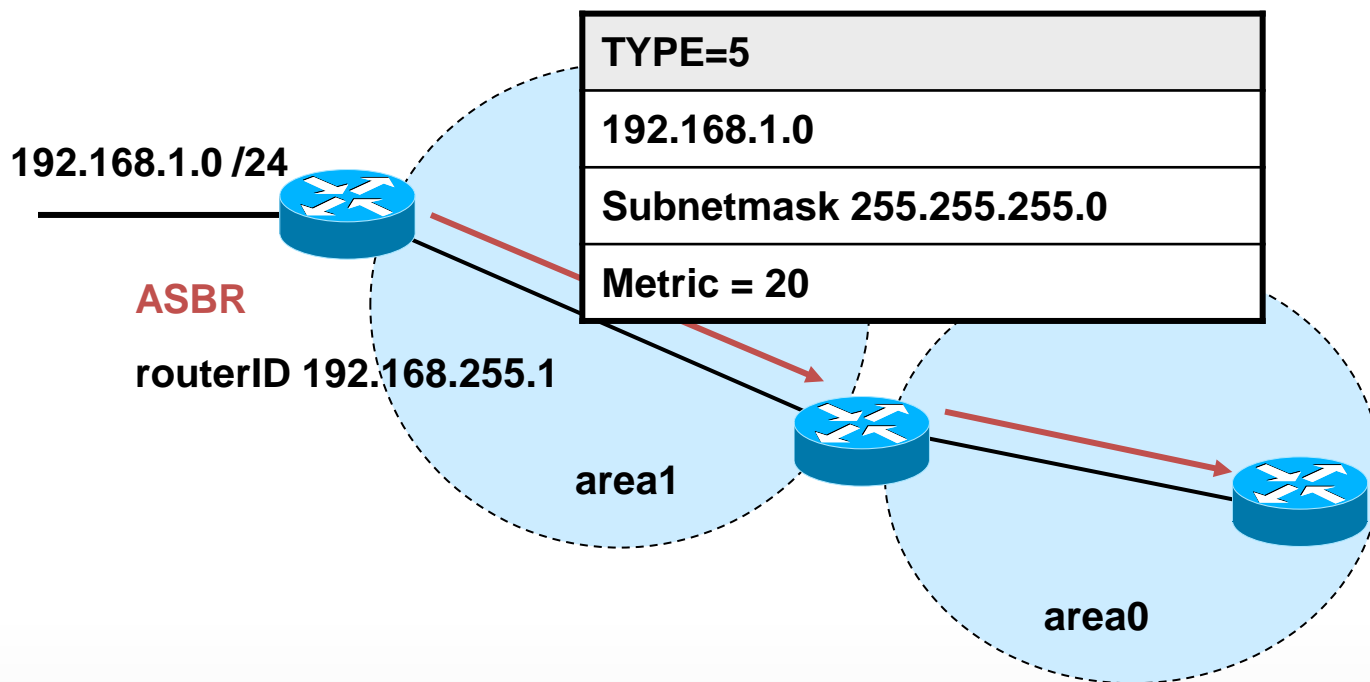 TYPE=5
192.168.1.0
Subnetmask 255.255.255.0
Metric = 20
192.168.1.0 /24
ASBR
routerID 192.168.255.1
area1
area0